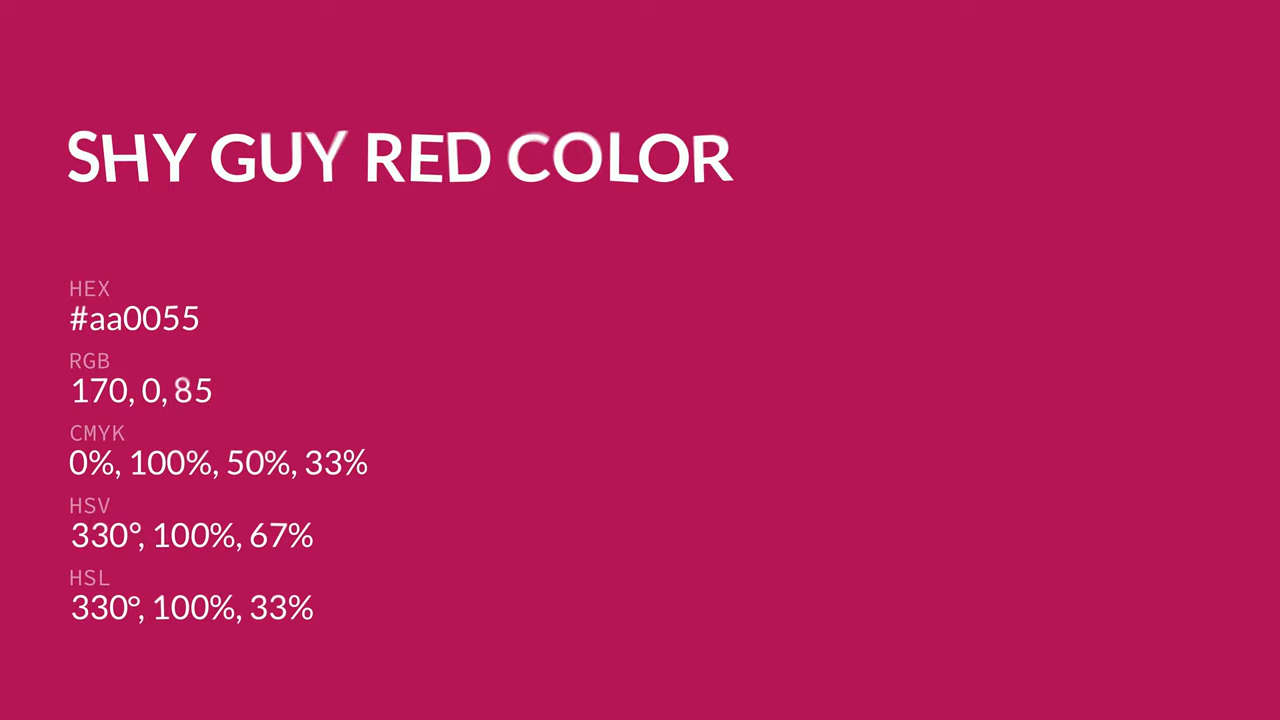 SHY GUY RED COLOR
HEX
#aa0055
RGB
170, 0, 85
CMYK
0%, 100%, 50%, 33%
HSV
330°, 100%, 67%
HSL
330°, 100%, 33%